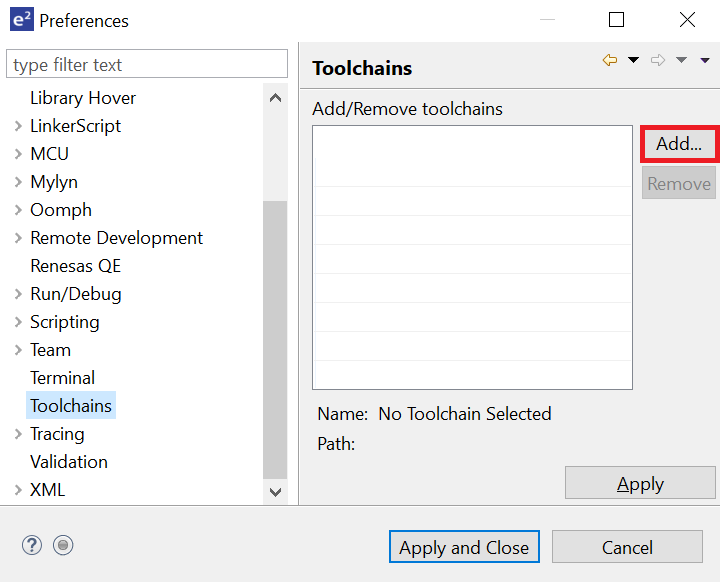 e² Preferences
type filter text
Library Hover
LinkerScript
MCU
Mylyn
Oomph
Remote Development
Renesas QE
Run/Debug
Scripting
Team
Terminal
Toolchains
Tracing
Validation
XML
Toolchains
Add/Remove toolchains
Add...
Remove
Name: No Toolchain Selected
Path:
Apply
?
Apply and Close
Cancel